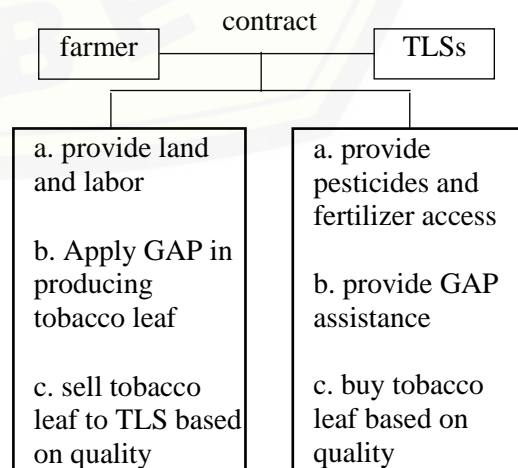 contract
farmer
TLSs
a. provide land
and labor
b. Apply GAP in
producing
tobacco leaf
c. sell tobacco
leaf to TLS based
on quality
a. provide
pesticides and
fertilizer access
b. provide GAP
assistance
c. buy tobacco
leaf based on
quality